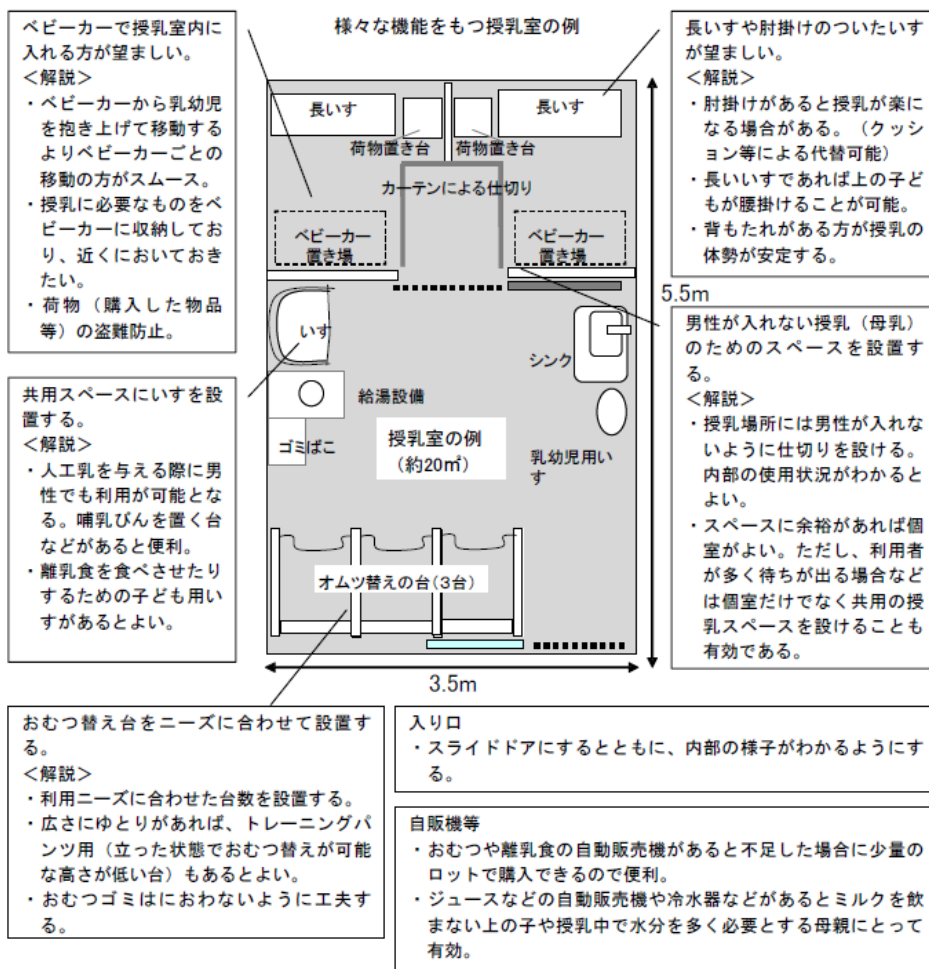 様々な機能をもつ授乳室の例
ベビーカーで授乳室内に
入れる方が望ましい。
＜解説＞
・ベビーカーから乳幼児
を抱き上げて移動する
よりベビーカーごとの
移動の方がスムース。
・授乳に必要なものをベ
ビーカーに収納してお
り、近くにおいておき
たい。
・荷物（購入した物品
等）の盗難防止。
共用スペースにいすを設
置する。
＜解説＞
・人工乳を与える際に男
性でも利用が可能とな
る。哺乳びんを置く台
などがあると便利。
・離乳食を食べさせたり
するための子ども用い
すがあるとよい。
長いす
長いす
荷物置き台
荷物置き台
カーテンによる仕切り
ベビーカー
置き場
ベビーカー
置き場
いす
シンク
給湯設備
ゴミばこ
授乳室の例
（約20㎡）
乳幼児用い
す
オムツ替えの台（3台）
5.5m
3.5m
長いすや肘掛けのついたいす
が望ましい。
＜解説＞
・肘掛けがあると授乳が楽に
なる場合がある。（クッシ
ョン等による代替可能）
・長いいすであれば上の子ど
もが腰掛けることが可能。
・背もたれがある方が授乳の
体勢が安定する。
男性が入れない授乳（母乳）
のためのスペースを設置す
る。
＜解説＞
・授乳場所には男性が入れな
いように仕切りを設ける。
内部の使用状況がわかると
よい。
・スペースに余裕があれば個
室がよい。ただし、利用者
が多く待ちが出る場合など
は個室だけでなく共用の授
乳スペースを設けることも
有効である。
おむつ替え台をニーズに合わせて設置す
る。
＜解説＞
・利用ニーズに合わせた台数を設置する。
・広さにゆとりがあれば、トレーニングパ
ンツ用（立った状態でおむつ替えが可能
な高さが低い台）もあるとよい。
・おむつゴミはにおわないように工夫す
る。
入り口
・スライドドアにするとともに、内部の様子がわかるようにす
る。
自販機等
・おむつや離乳食の自動販売機があると不足した場合に少量の
ロットで購入できるので便利。
・ジュースなどの自動販売機や冷水器などがあるとミルクを飲
まない上の子や授乳中で水分を多く必要とする母親にとって
有効。